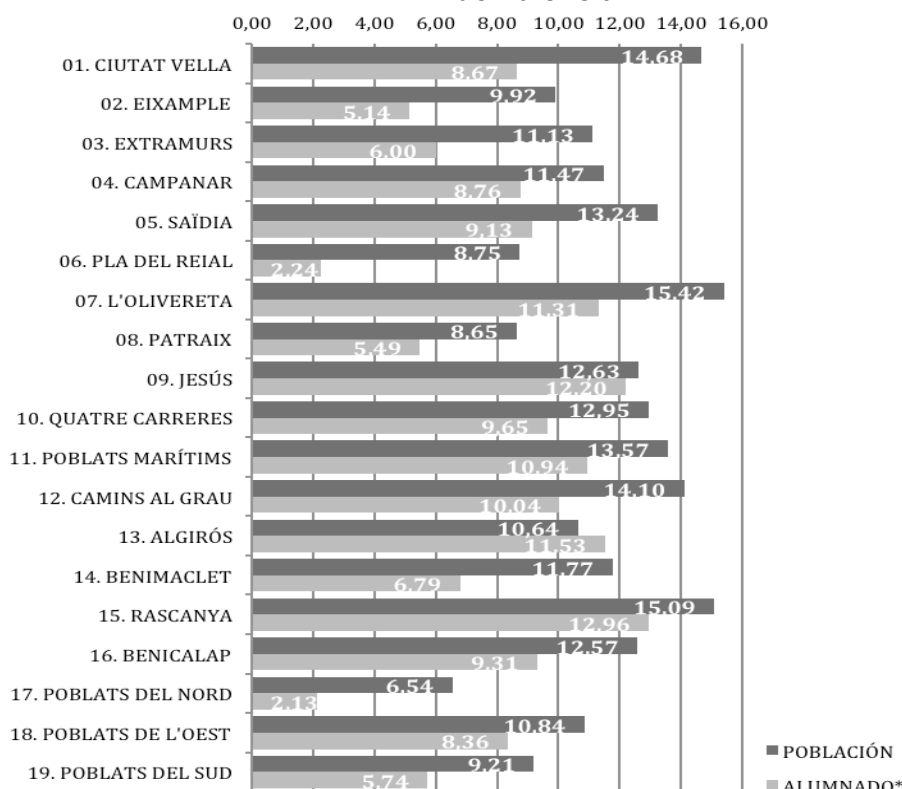 0,00 2,00 4,00 6,00 8,00 10,00 12,00 14,00 16,00
01. CIUTAT VELLA 14,68
8,67
02. EIXAMPLE 9,92
5,14
03. EXTRAMURS 11,13
6,00
04. CAMPANAR 11,47
8,76
05. SAÏDIA 13,24
9,13
06. PLA DEL REIAL 8,75
2,24
07. L'OLIVERETA 15,42
11,31
08. PATRAIX 8,65
5,49
09. JESÚS 12,63
12,20
10. QUATRE CARRERES 12,95
9,65
11. POBLATS MARÍTIMS 13,57
10,94
12. CAMINS AL GRAU 14,10
10,04
13. ALGIRÓS 10,64
11,53
14. BENIMACLET 11,77
6,79
15. RASCANYA 15,09
12,96
16. BENICALAP 12,57
9,31
17. POBLATS DEL NORD 6,54
2,13
18. POBLATS DE L'OEST 10,84
8,36
19. POBLATS DEL SUD 9,21
5,74
POBLACIÓN
ALUMNADO*